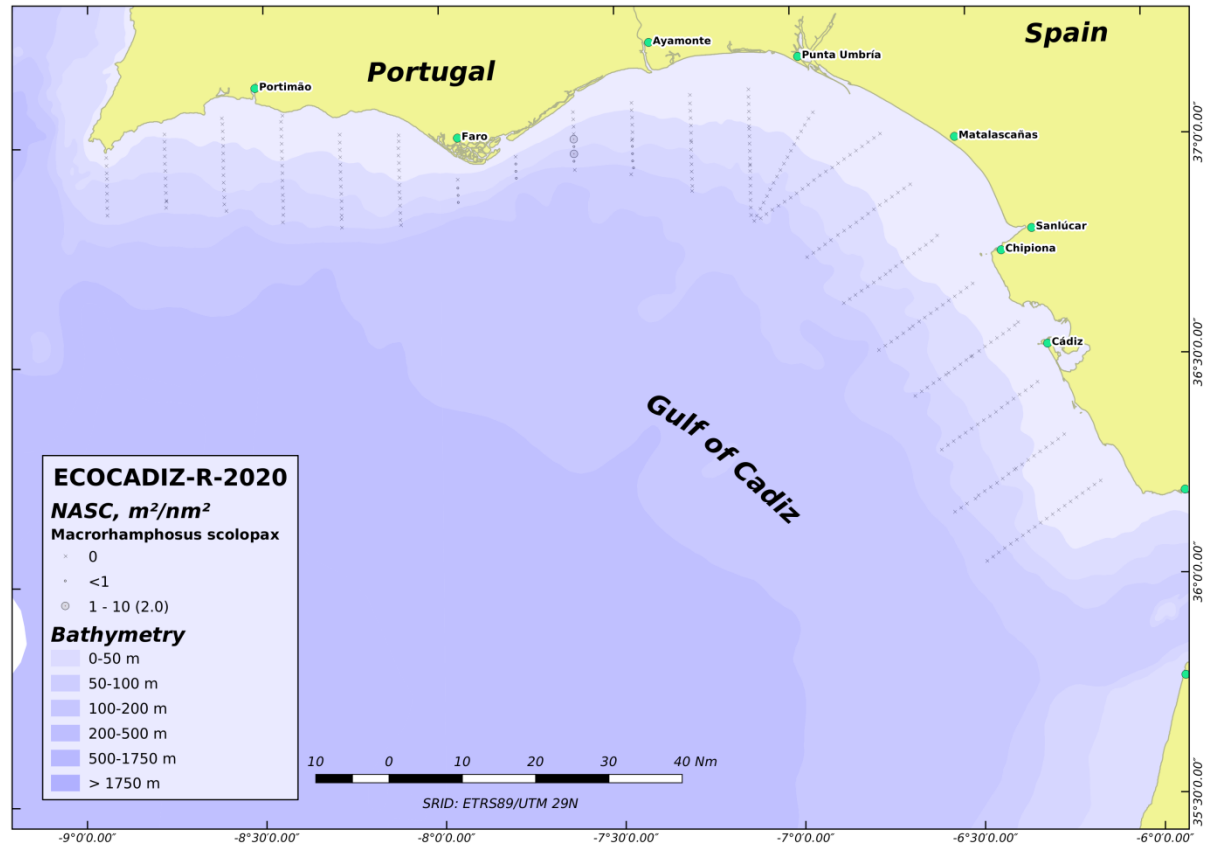 Spain
Ayamonte
Punta Umbría
Portugal
Portimão
Faro
Matalascañas
37°0'0.00"
Sanlúcar
Chipiona
Cádiz
36°30'0.00"
Gulf of Cadiz
36°0'0.00"
35°30'0.00"
ECOCADIZ-R-2020
NASC, m²/nm²
Macrorhamphosus scolopax
0
<1
1 - 10 (2.0)
Bathymetry
0-50 m
50-100 m
100-200 m
200-500 m
500-1750 m
> 1750 m
10 0 10 20 30 40 Nm
SRID: ETRS89/UTM 29N
-9°0'0.00" -8°30'0.00" -8°0'0.00" -7°30'0.00" -7°0'0.00" -6°30'0.00" -6°0'0.00"